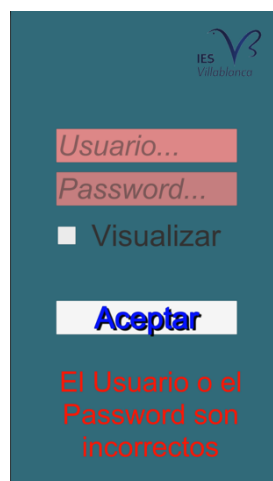 IES
Villablanca
Usuario...
Password...
Visualizar
Aceptar
El Usuario o el
Password son
incorrectos